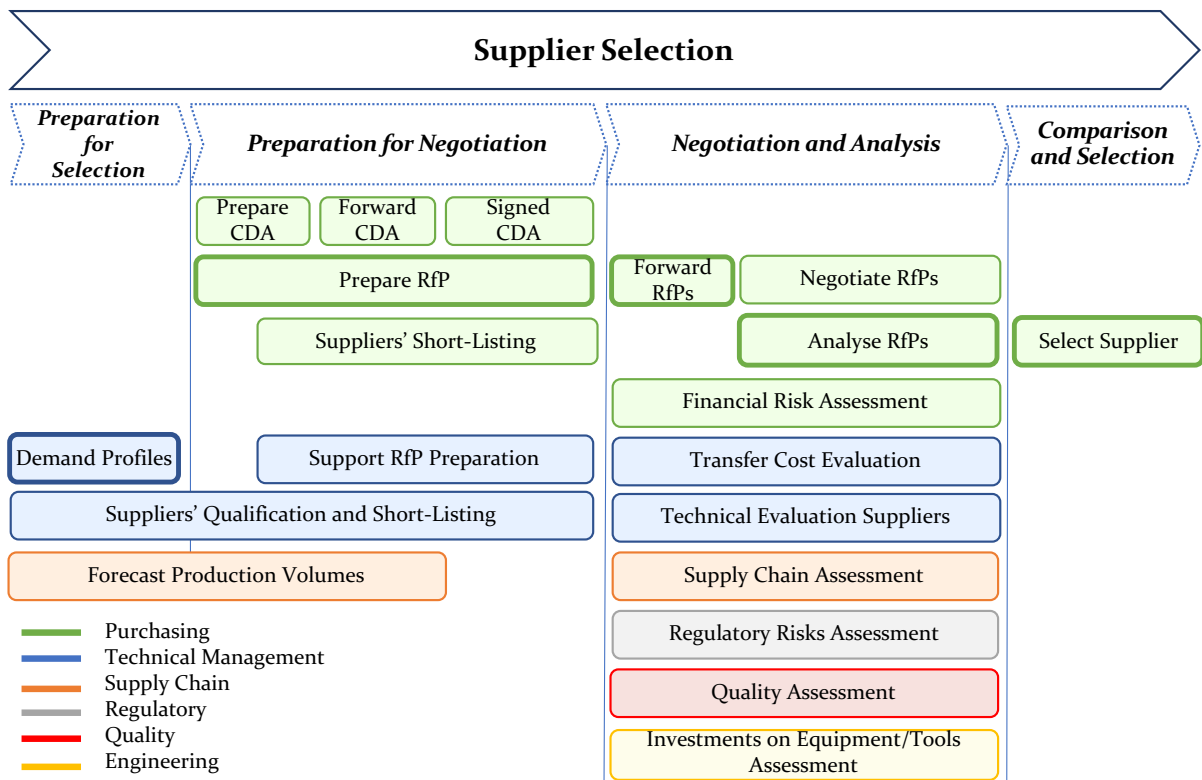 Supplier Selection
Preparation
for
Selection
Preparation for Negotiation
Negotiation and Analysis
Comparison
and Selection
Prepare
CDA
Forward
CDA
Signed
CDA
Prepare RfP
Forward
RfPs
Negotiate RfPs
Suppliers’ Short-Listing
Analyse RfPs
Select Supplier
Financial Risk Assessment
Demand Profiles
Support RfP Preparation
Transfer Cost Evaluation
Suppliers’ Qualification and Short-Listing
Technical Evaluation Suppliers
Forecast Production Volumes
Supply Chain Assessment
Regulatory Risks Assessment
Quality Assessment
Investments on Equipment/Tools
Assessment
Purchasing
Technical Management
Supply Chain
Regulatory
Quality
Engineering